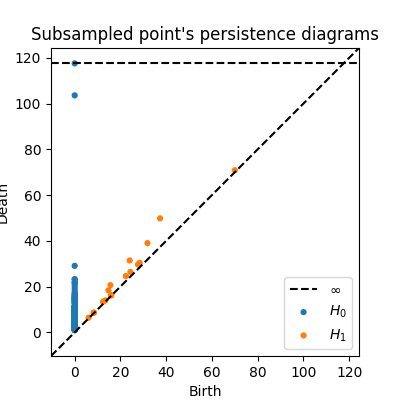 Subsampled point's persistence diagrams
120
100
80
60
40
20
0
Death
0 20 40 60 80 100 120
Birth
∞
H₀
H₁